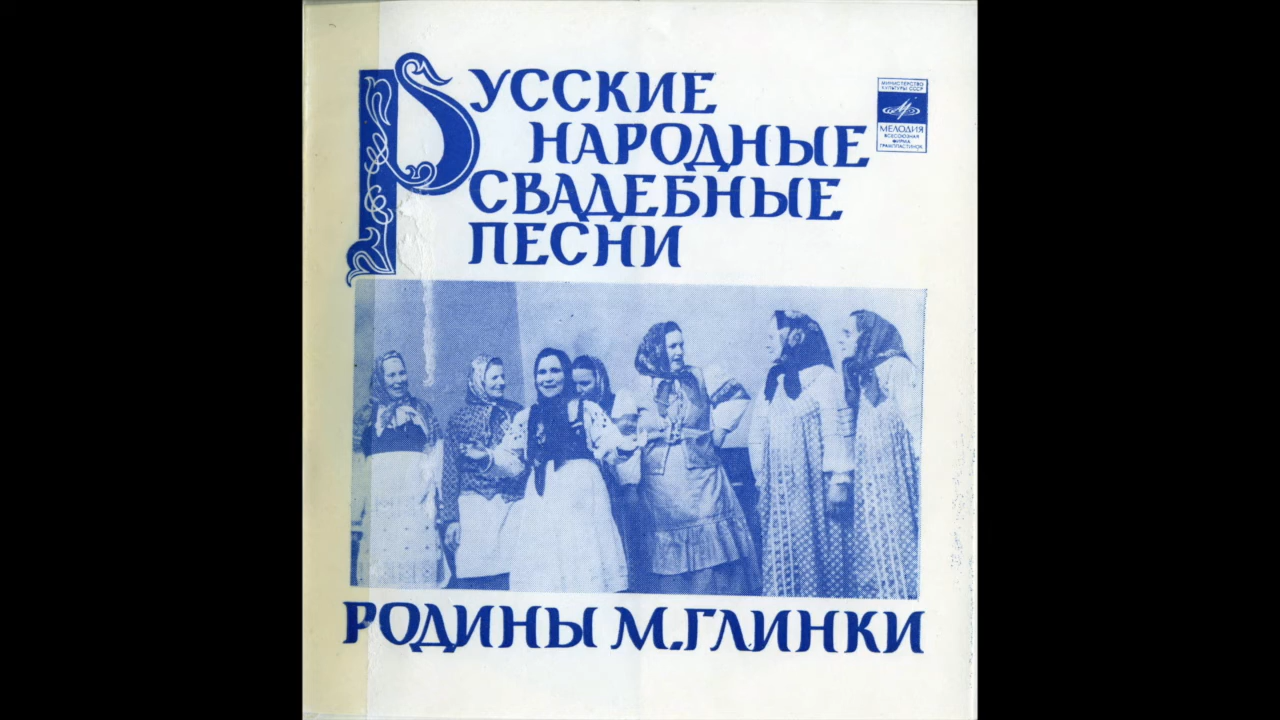 РУССКИЕ
НАРОДНЫЕ
СВАДЕБНЫЕ
ПЕСНИ
МИНИСТЕРСТВО
КУЛЬТУРЫ СССР
МЕЛОДИЯ
ВСЕСОЮЗНАЯ
ФИРМА
ГРАМПЛАСТИНОК
РОДИНЫ М.ГЛИНКИ